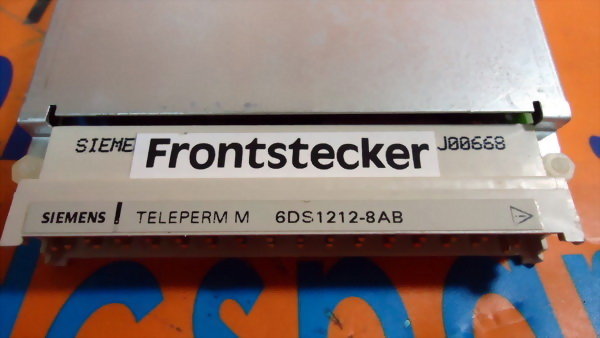 SIEME Frontstecker J00668
SIEMENS TELEPERM M 6DS1212-8AB